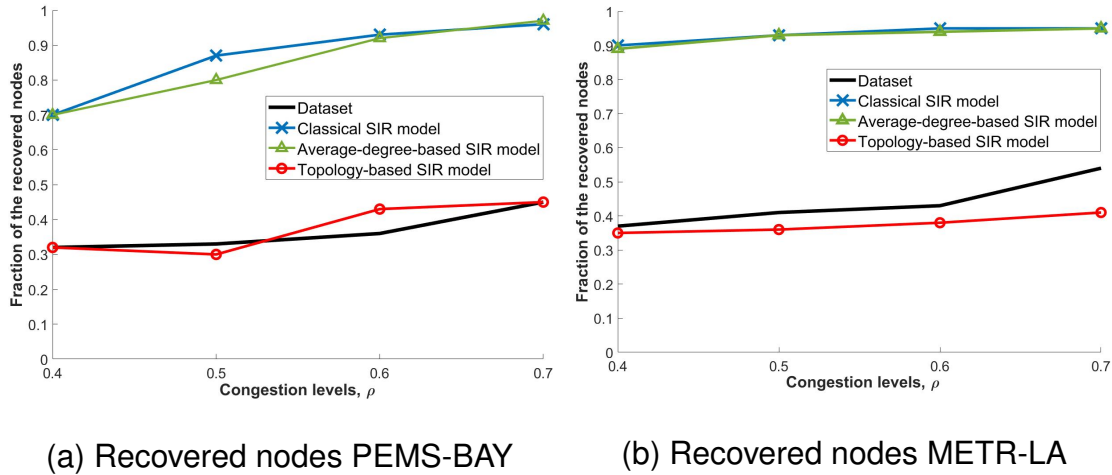 Fraction of the recovered nodes
1
0.9
0.8
0.7
0.6
0.5
0.4
0.3
0.2
0.1
0
0.4
0.5
0.6
0.7
Congestion levels, ρ
Dataset
Classical SIR model
Average-degree-based SIR model
Topology-based SIR model
(a) Recovered nodes PEMS-BAY
Fraction of the recovered nodes
1
0.9
0.8
0.7
0.6
0.5
0.4
0.3
0.2
0.1
0
0.4
0.5
0.6
0.7
Congestion levels, ρ
Dataset
Classical SIR model
Average-degree-based SIR model
Topology-based SIR model
(b) Recovered nodes METR-LA